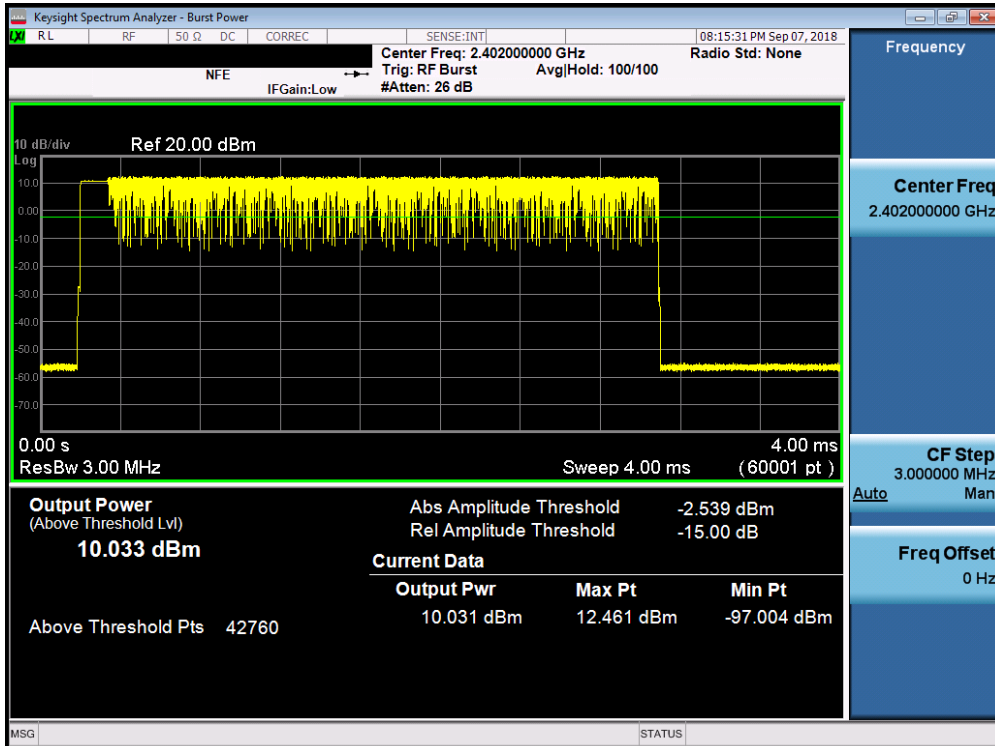 Keysight Spectrum Analyzer - Burst Power
LXI RL RF 50 Ω DC CORREC SENSE:INT 08:15:31 PM Sep 07, 2018
Frequency
Center Freq: 2.402000000 GHz Radio Std: None
NFE Trig: RF Burst Avg|Hold: 100/100
IFGain:Low #Atten: 26 dB
10 dB/div Ref 20.00 dBm
Log
10.0
0.00
-10.0
-20.0
-30.0
-40.0
-50.0
-60.0
-70.0
0.00 s 4.00 ms
ResBw 3.00 MHz Sweep 4.00 ms (60001 pt)
Center Freq
2.402000000 GHz
CF Step
3.000000 MHz
Auto Man
Freq Offset
0 Hz
Output Power
(Above Threshold Lvl)
10.033 dBm
Above Threshold Pts 42760
Abs Amplitude Threshold -2.539 dBm
Rel Amplitude Threshold -15.00 dB
Current Data
Output Pwr Max Pt Min Pt
10.031 dBm 12.461 dBm -97.004 dBm
MSG STATUS